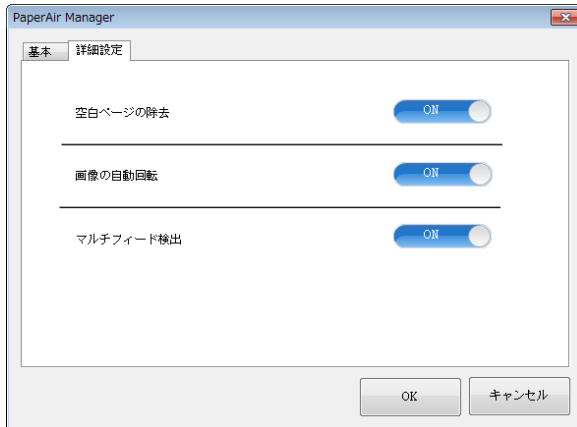 PaperAir Manager
基本 詳細設定
空白ページの除去 ON
画像の自動回転 ON
マルチフィード検出 ON
OK キャンセル